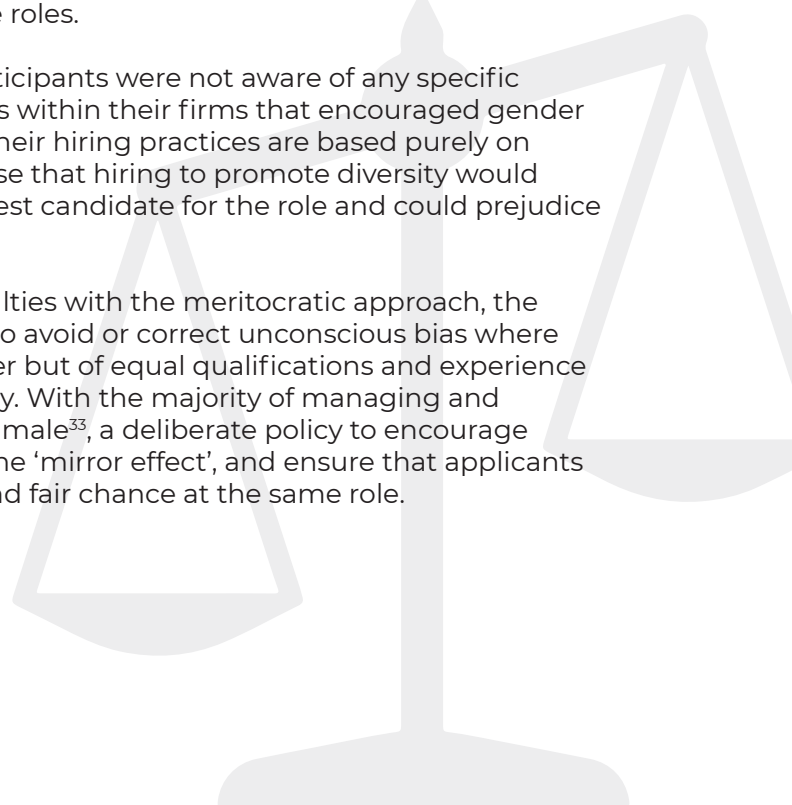 e roles.
ticipants were not aware of any specific
s within their firms that encouraged gender
heir hiring practices are based purely on
se that hiring to promote diversity would
est candidate for the role and could prejudice
lties with the meritocratic approach, the
o avoid or correct unconscious bias where
er but of equal qualifications and experience
y. With the majority of managing and
male³³, a deliberate policy to encourage
he ‘mirror effect’, and ensure that applicants
nd fair chance at the same role.